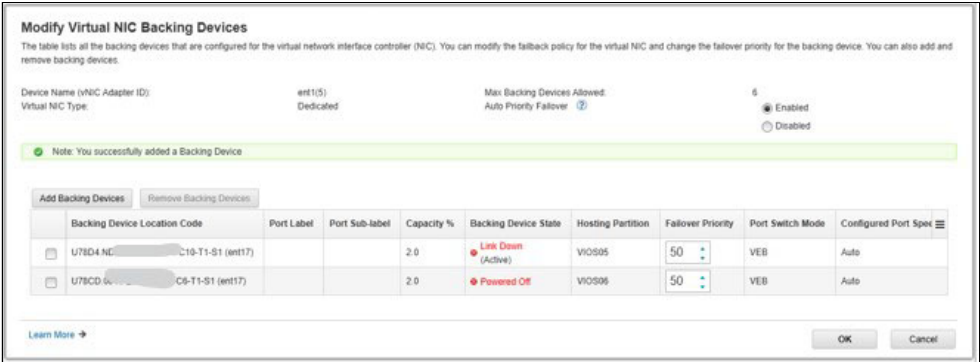 Modify Virtual NIC Backing Devices
The table lists all the backing devices that are configured for the virtual network interface controller (NIC). You can modify the failback policy for the virtual NIC and change the failover priority for the backing device. You can also add and
remove backing devices.
Device Name (vNIC Adapter ID): ent1(5) Max Backing Devices Allowed: 6
Virtual NIC Type: Dedicated Auto Priority Failover ? Enabled
Disabled
Note: You successfully added a Backing Device
Add Backing Devices Remove Backing Devices
Backing Device Location Code Port Label Port Sub-label Capacity % Backing Device State Hosting Partition Failover Priority Port Switch Mode Configured Port Spee
U78D4.ND C10-T1-S1 (ent17) 2.0 Link Down (Active) VIOS05 50 VEB Auto
U78CD. C6-T1-S1 (ent17) 2.0 Powered Off VIOS06 50 VEB Auto
Learn More
OK Cancel